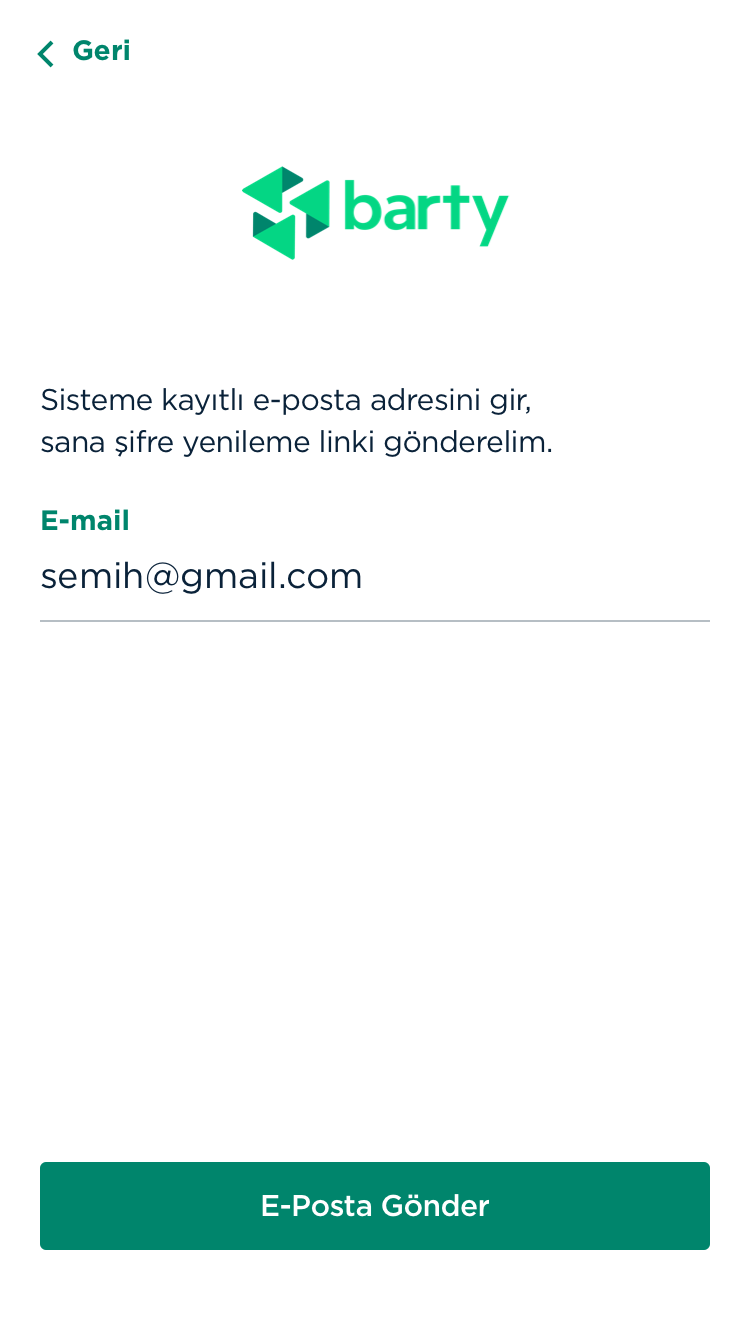 Geri
barty
Sisteme kayıtlı e-posta adresini gir,
sana şifre yenileme linki gönderelim.
E-mail
semih@gmail.com
E-Posta Gönder